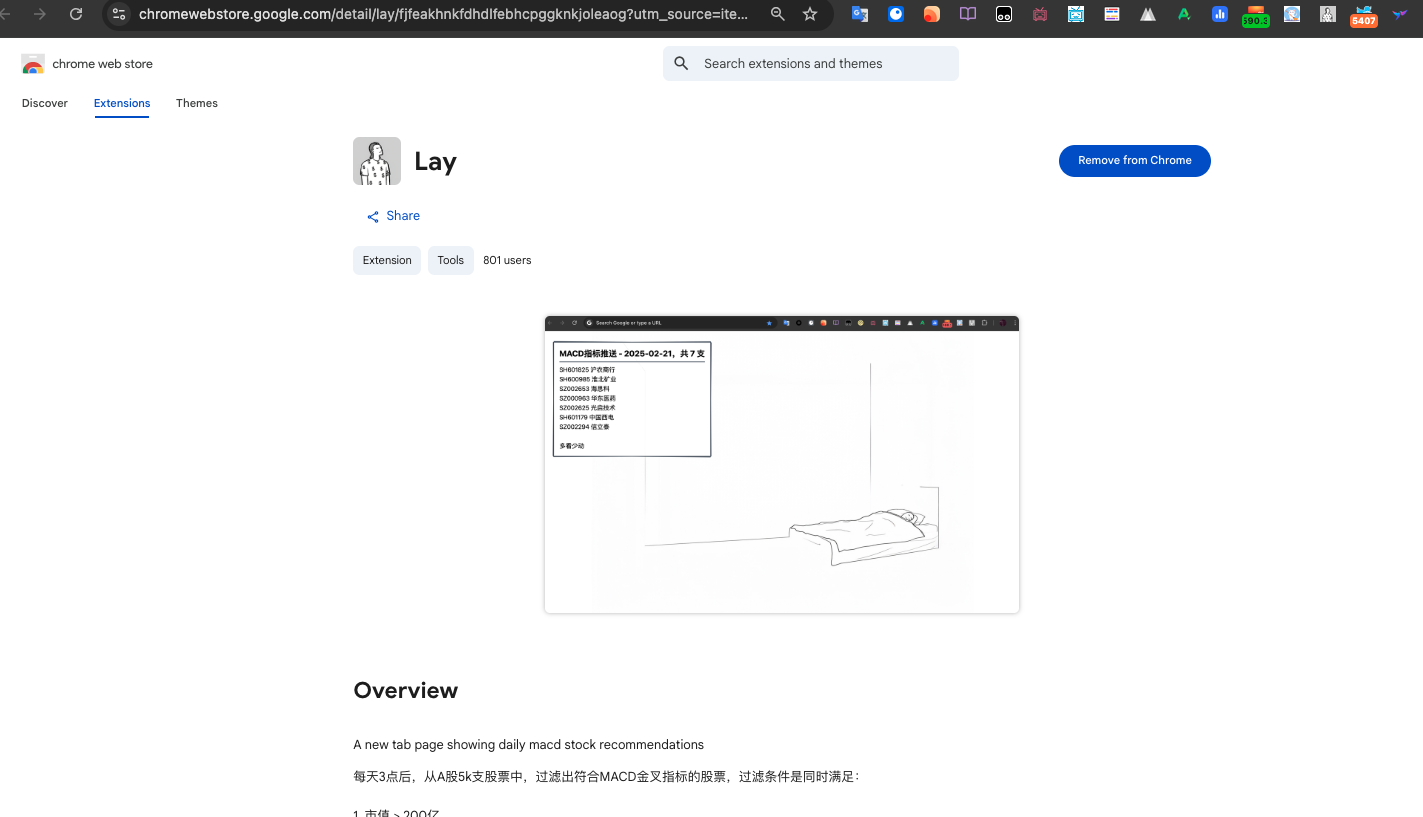 chromewebstore.google.com/detail/lay/fjfeakhnkfdhdlfebhcpggknkjoleaog?utm_source=ite...
590.3
5407
chrome web store
Search extensions and themes
Discover Extensions Themes
Lay
Remove from Chrome
Share
Extension Tools 801 users
Search Google or type a URL
MACD指标推送 - 2025-02-21，共 7 支
SH601825 沪农商行
SH600985 淮北矿业
SZ002653 海思科
SZ000963 华东医药
SZ002625 光启技术
SH601179 中国西电
SZ002294 信立泰
多看少动
Overview
A new tab page showing daily macd stock recommendations
每天3点后，从A股5k支股票中，过滤出符合MACD金叉指标的股票，过滤条件是同时满足：
1. 市值 > 200亿